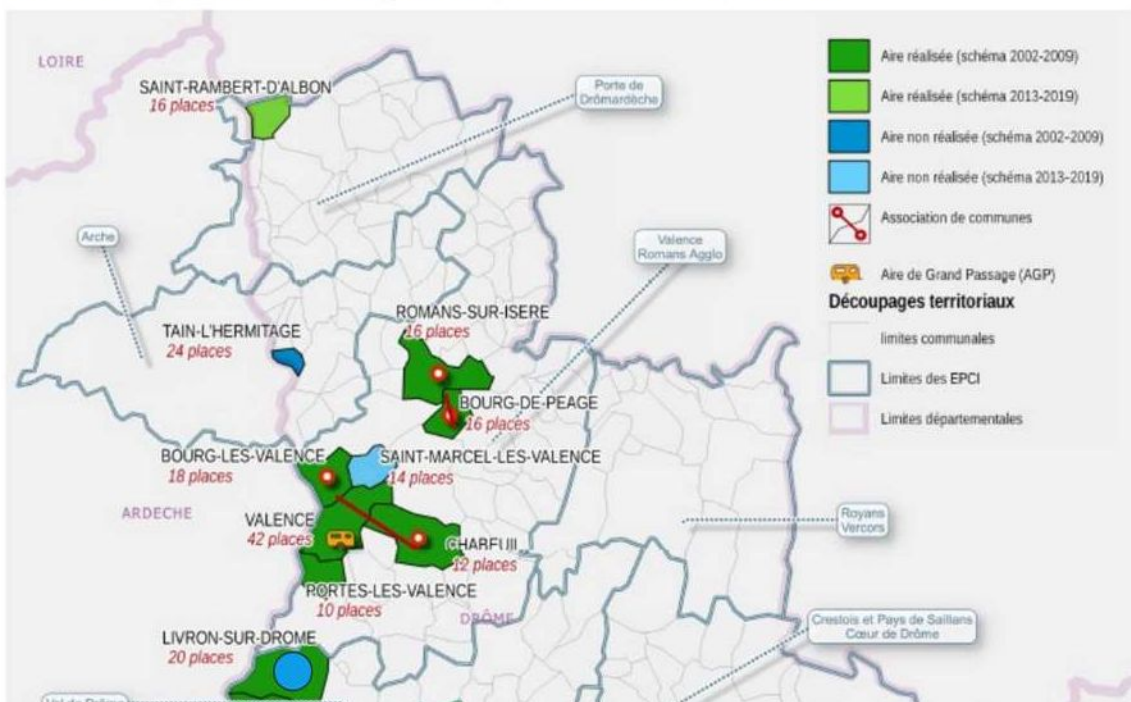 LOIRE
SAINT-RAMBERT-D'ALBON
16 places
Porte de
Drômardèche
Arche
Valence
Romans Agglo
ROMANS-SUR-ISERE
16 places
TAIN-L'HERMITAGE
24 places
BOURG-DE-PEAGE
16 places
BOURG-LES-VALENCE
18 places
SAINT-MARCEL-LES-VALENCE
14 places
ARDECHE
VALENCE
42 places
CHABEUIL
12 places
Royans
Vercors
PORTES-LES-VALENCE
10 places
DRÔME
Crestois et Pays de Saillans
Cœur de Drôme
LIVRON-SUR-DROME
20 places
Val de Drôme
Aire réalisée (schéma 2002-2009)
Aire réalisée (schéma 2013-2019)
Aire non réalisée (schéma 2002-2009)
Aire non réalisée (schéma 2013-2019)
Association de communes
Aire de Grand Passage (AGP)
Découpages territoriaux
limites communales
Limites des EPCI
Limites départementales